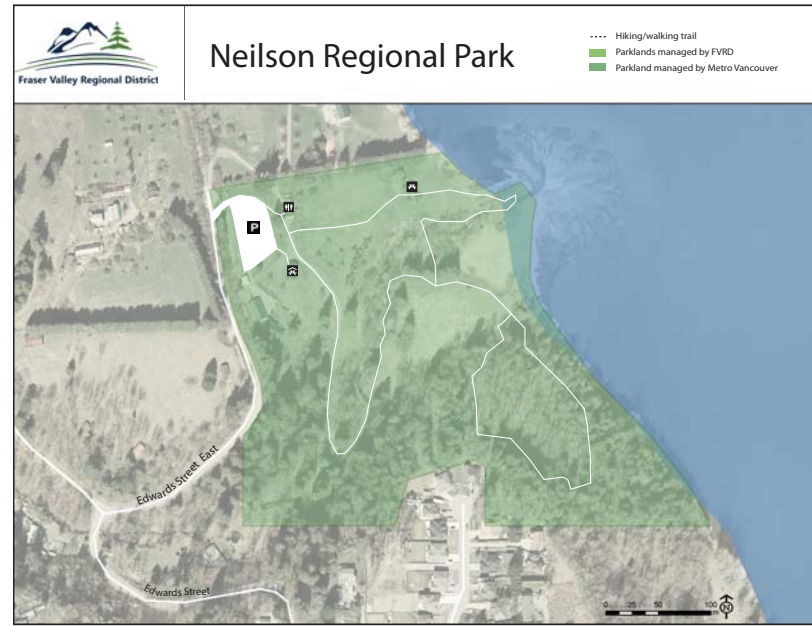 Fraser Valley Regional District
Neilson Regional Park
Hiking/walking trail
Parklands managed by FVRD
Parkland managed by Metro Vancouver
P
Edwards Street East
Edwards Street
0 25 50 100
N